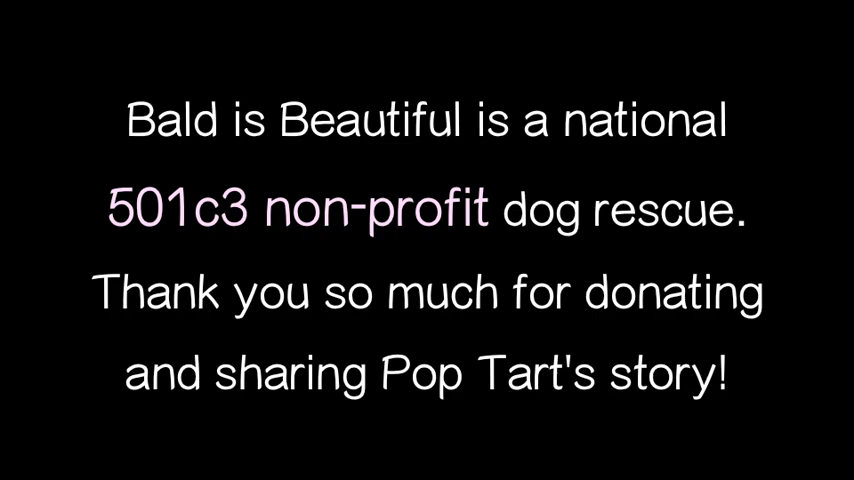 Bald is Beautiful is a national
501c3 non-profit dog rescue.
Thank you so much for donating
and sharing Pop Tart's story!